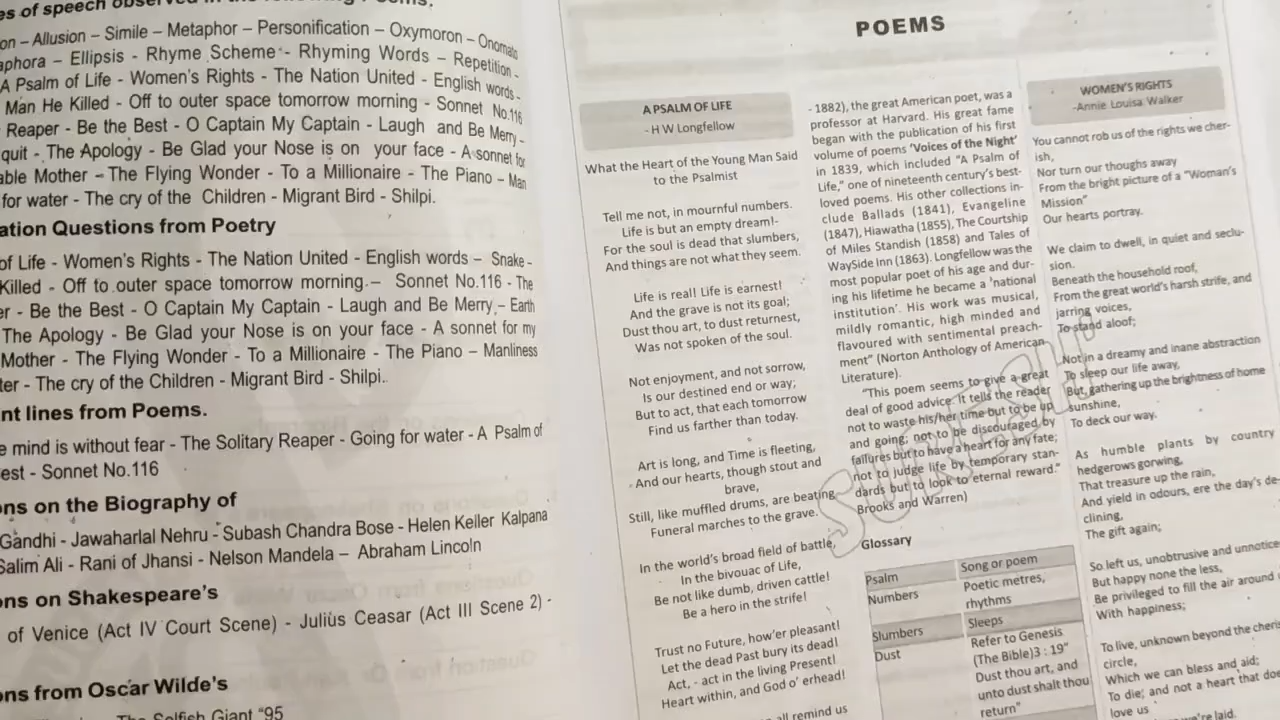 es of speech observed in the following Poems.
on – Allusion – Simile – Metaphor – Personification – Oxymoron – Onomato
aphora – Ellipsis - Rhyme Scheme - Rhyming Words – Repetition -
A Psalm of Life - Women's Rights - The Nation United - English words -
Man He Killed - Off to outer space tomorrow morning - Sonnet No.116
Reaper - Be the Best - O Captain My Captain - Laugh and Be Merry -
quit - The Apology - Be Glad your Nose is on your face - A sonnet for
able Mother – The Flying Wonder - To a Millionaire - The Piano – Man
for water - The cry of the Children - Migrant Bird - Shilpi.
ation Questions from Poetry
of Life - Women's Rights - The Nation United - English words – Snake -
Killed - Off to outer space tomorrow morning – Sonnet No.116 - The
er - Be the Best - O Captain My Captain - Laugh and Be Merry – Earth
The Apology - Be Glad your Nose is on your face - A sonnet for my
Mother - The Flying Wonder - To a Millionaire - The Piano – Manliness
ter - The cry of the Children - Migrant Bird - Shilpi.
nt lines from Poems.
e mind is without fear - The Solitary Reaper - Going for water - A Psalm of
est - Sonnet No.116
ons on the Biography of
Gandhi - Jawaharlal Nehru - Subash Chandra Bose - Helen Keller Kalpana
Salim Ali - Rani of Jhansi - Nelson Mandela – Abraham Lincoln
ons on Shakespeare's
of Venice (Act IV Court Scene) - Julius Ceasar (Act III Scene 2) -
ons from Oscar Wilde's
The Selfish Giant "95
POEMS
A PSALM OF LIFE
- H W Longfellow
What the Heart of the Young Man Said
to the Psalmist
Tell me not, in mournful numbers.
Life is but an empty dream!-
For the soul is dead that slumbers,
And things are not what they seem.
Life is real! Life is earnest!
And the grave is not its goal;
Dust thou art, to dust returnest,
Was not spoken of the soul.
Not enjoyment, and not sorrow,
Is our destined end or way;
But to act, that each tomorrow
Find us farther than today.
Art is long, and Time is fleeting,
And our hearts, though stout and
brave,
Still, like muffled drums, are beating
Funeral marches to the grave.
In the world's broad field of battle,
In the bivouac of Life,
Be not like dumb, driven cattle!
Be a hero in the strife!
Trust no Future, how'er pleasant!
Let the dead Past bury its dead!
Act, - act in the living Present!
Heart within, and God o' erhead!
all remind us
- 1882), the great American poet, was a
professor at Harvard. His great fame
began with the publication of his first
volume of poems 'Voices of the Night'
in 1839, which included "A Psalm of
Life," one of nineteenth century's best-
loved poems. His other collections in-
clude Ballads (1841), Evangeline
(1847), Hiawatha (1855), The Courtship
of Miles Standish (1858) and Tales of
WaySide Inn (1863). Longfellow was the
most popular poet of his age and dur-
ing his lifetime he became a 'national
institution'. His work was musical,
mildly romantic, high minded and
flavoured with sentimental preach-
ment" (Norton Anthology of American
Literature).
"This poem seems to give a great
deal of good advice. It tells the reader
not to waste his/her time but to be up
and going; not to be discouraged by
failures but to have a heart for any fate;
not to judge life by temporary stan-
dards but to look to eternal reward."
Brooks and Warren)
Glossary
Psalm Song or poem
Numbers Poetic metres,
rhythms
Slumbers Sleeps
Dust Refer to Genesis
(The Bible)3 : 19"
Dust thou art, and
unto dust shalt thou
return"
WOMEN'S RIGHTS
-Annie Louisa Walker
You cannot rob us of the rights we cher-
ish,
Nor turn our thoughs away
From the bright picture of a "Woman's
Mission"
Our hearts portray.
We claim to dwell, in quiet and seclu-
sion.
Beneath the household roof,
From the great world's harsh strife, and
jarring voices,
To stand aloof;
Not in a dreamy and inane abstraction
To sleep our life away,
But, gathering up the brightness of home
sunshine,
To deck our way.
As humble plants by country
hedgerows gorwing,
That treasure up the rain,
And yield in odours, ere the day's de-
clining,
The gift again;
So left us, unobtrusive and unnotice
But happy none the less,
Be privileged to fill the air around
With happiness;
To live, unknown beyond the cheris
circle,
Which we can bless and aid;
To die; and not a heart that doe
love us
we're laid.